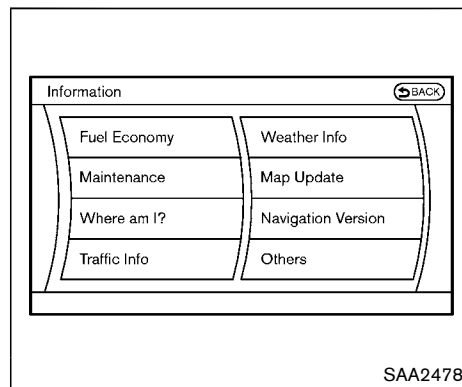 Information
BACK
Fuel Economy
Weather Info
Maintenance
Map Update
Where am I?
Navigation Version
Traffic Info
Others
SAA2478